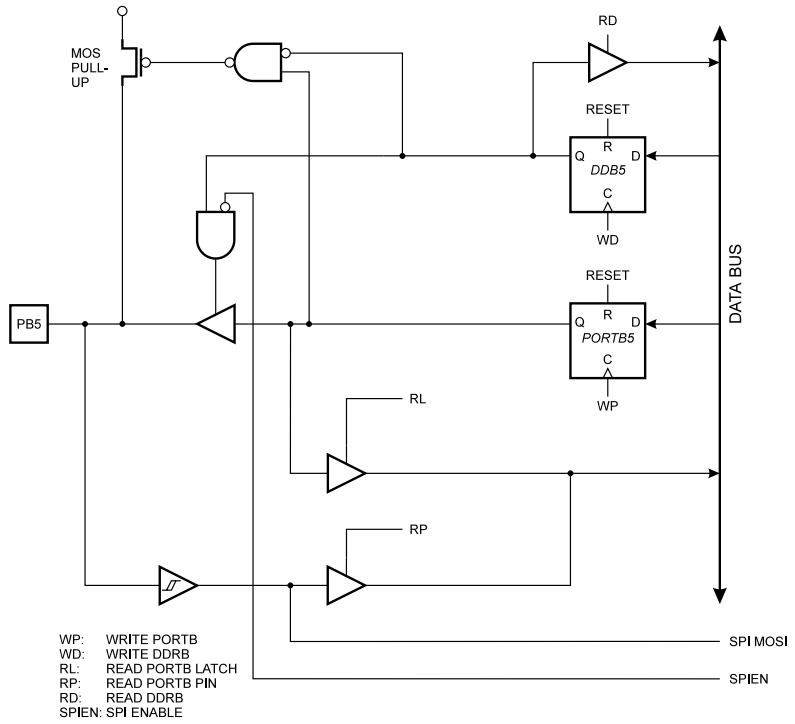 RD
MOS
PULL-
UP
RESET
R
Q
D
DDB5
C
WD
DATA BUS
RESET
R
PB5
Q
D
PORTB5
C
WP
RL
RP
WP: WRITE PORTB
WD: WRITE DDRB
RL: READ PORTB LATCH
RP: READ PORTB PIN
RD: READ DDRB
SPIEN: SPI ENABLE
SPI MOSI
SPIEN